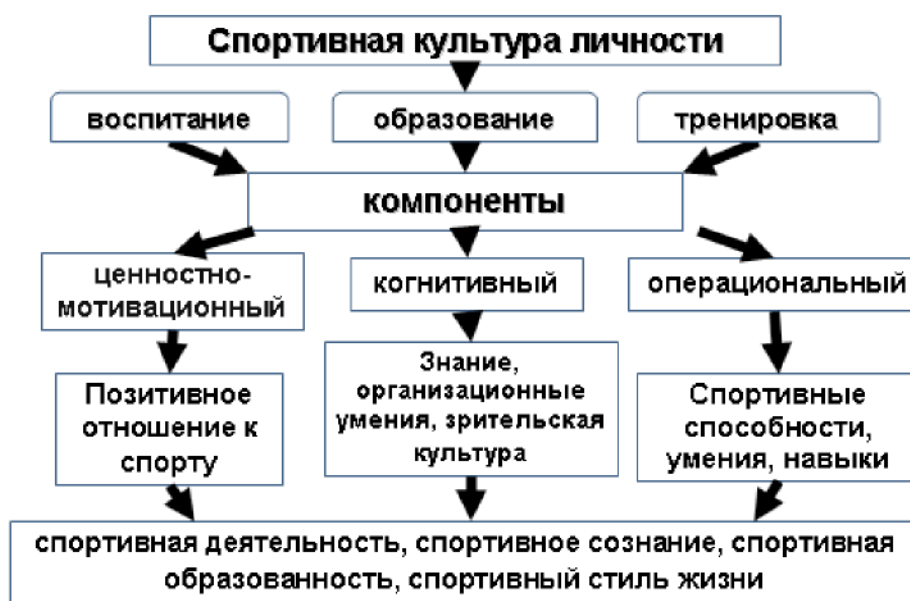 Спортивная культура личности
воспитание
образование
тренировка
компоненты
ценностно-
мотивационный
когнитивный
операциональный
Позитивное
отношение к
спорту
Знание,
организационные
умения, зрительская
культура
Спортивные
способности,
умения, навыки
спортивная деятельность, спортивное сознание, спортивная
образованность, спортивный стиль жизни